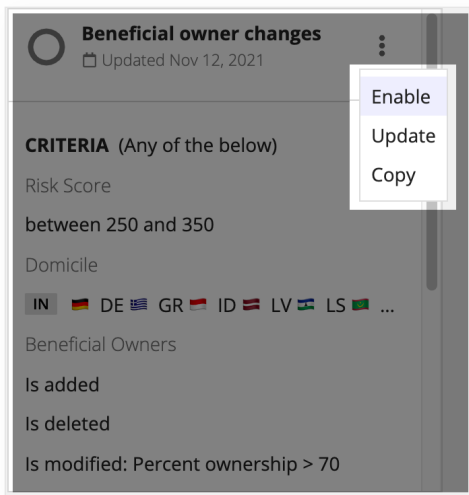 Beneficial owner changes
Updated Nov 12, 2021
Enable
Update
Copy
CRITERIA (Any of the below)
Risk Score
between 250 and 350
Domicile
IN DE GR ID LV LS ...
Beneficial Owners
Is added
Is deleted
Is modified: Percent ownership > 70